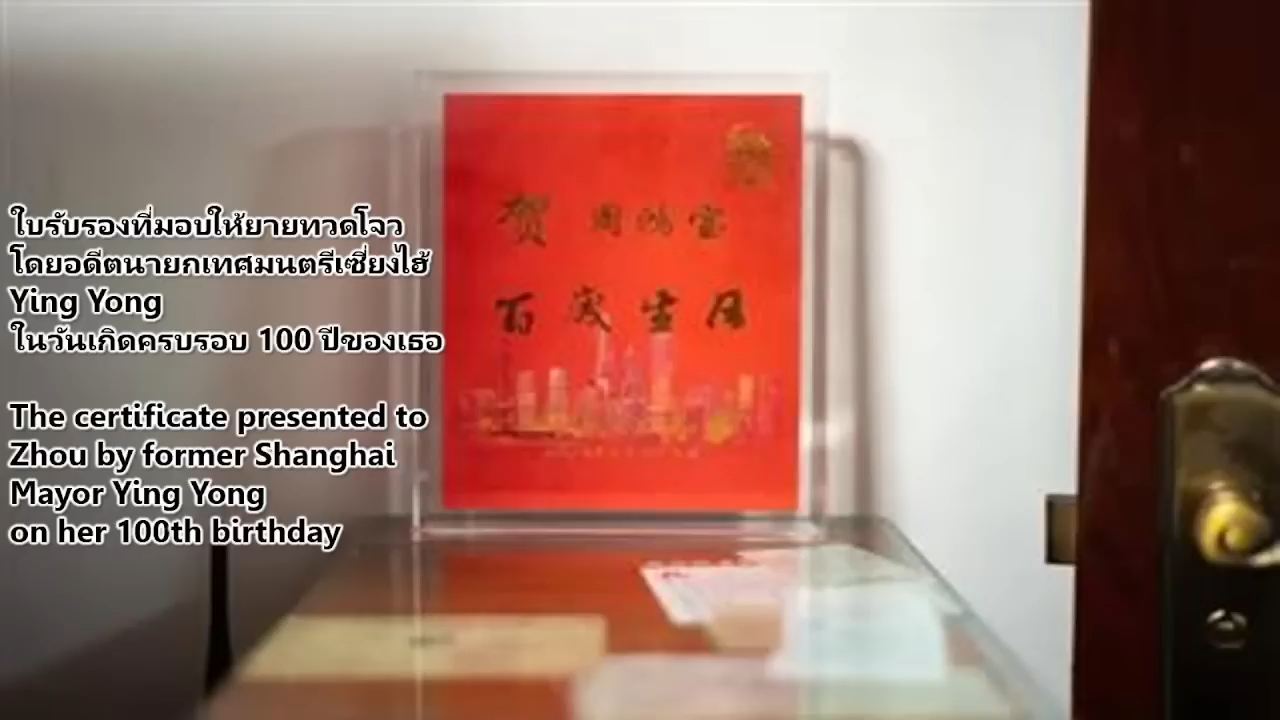 ใบรับรองที่มอบให้ยายทวดโจว
โดยอดีตนายกเทศมนตรีเซี่ยงไฮ้
Ying Yong
ในวันเกิดครบรอบ 100 ปีของเธอ
The certificate presented to
Zhou by former Shanghai
Mayor Ying Yong
on her 100th birthday
贺 周
百岁生日